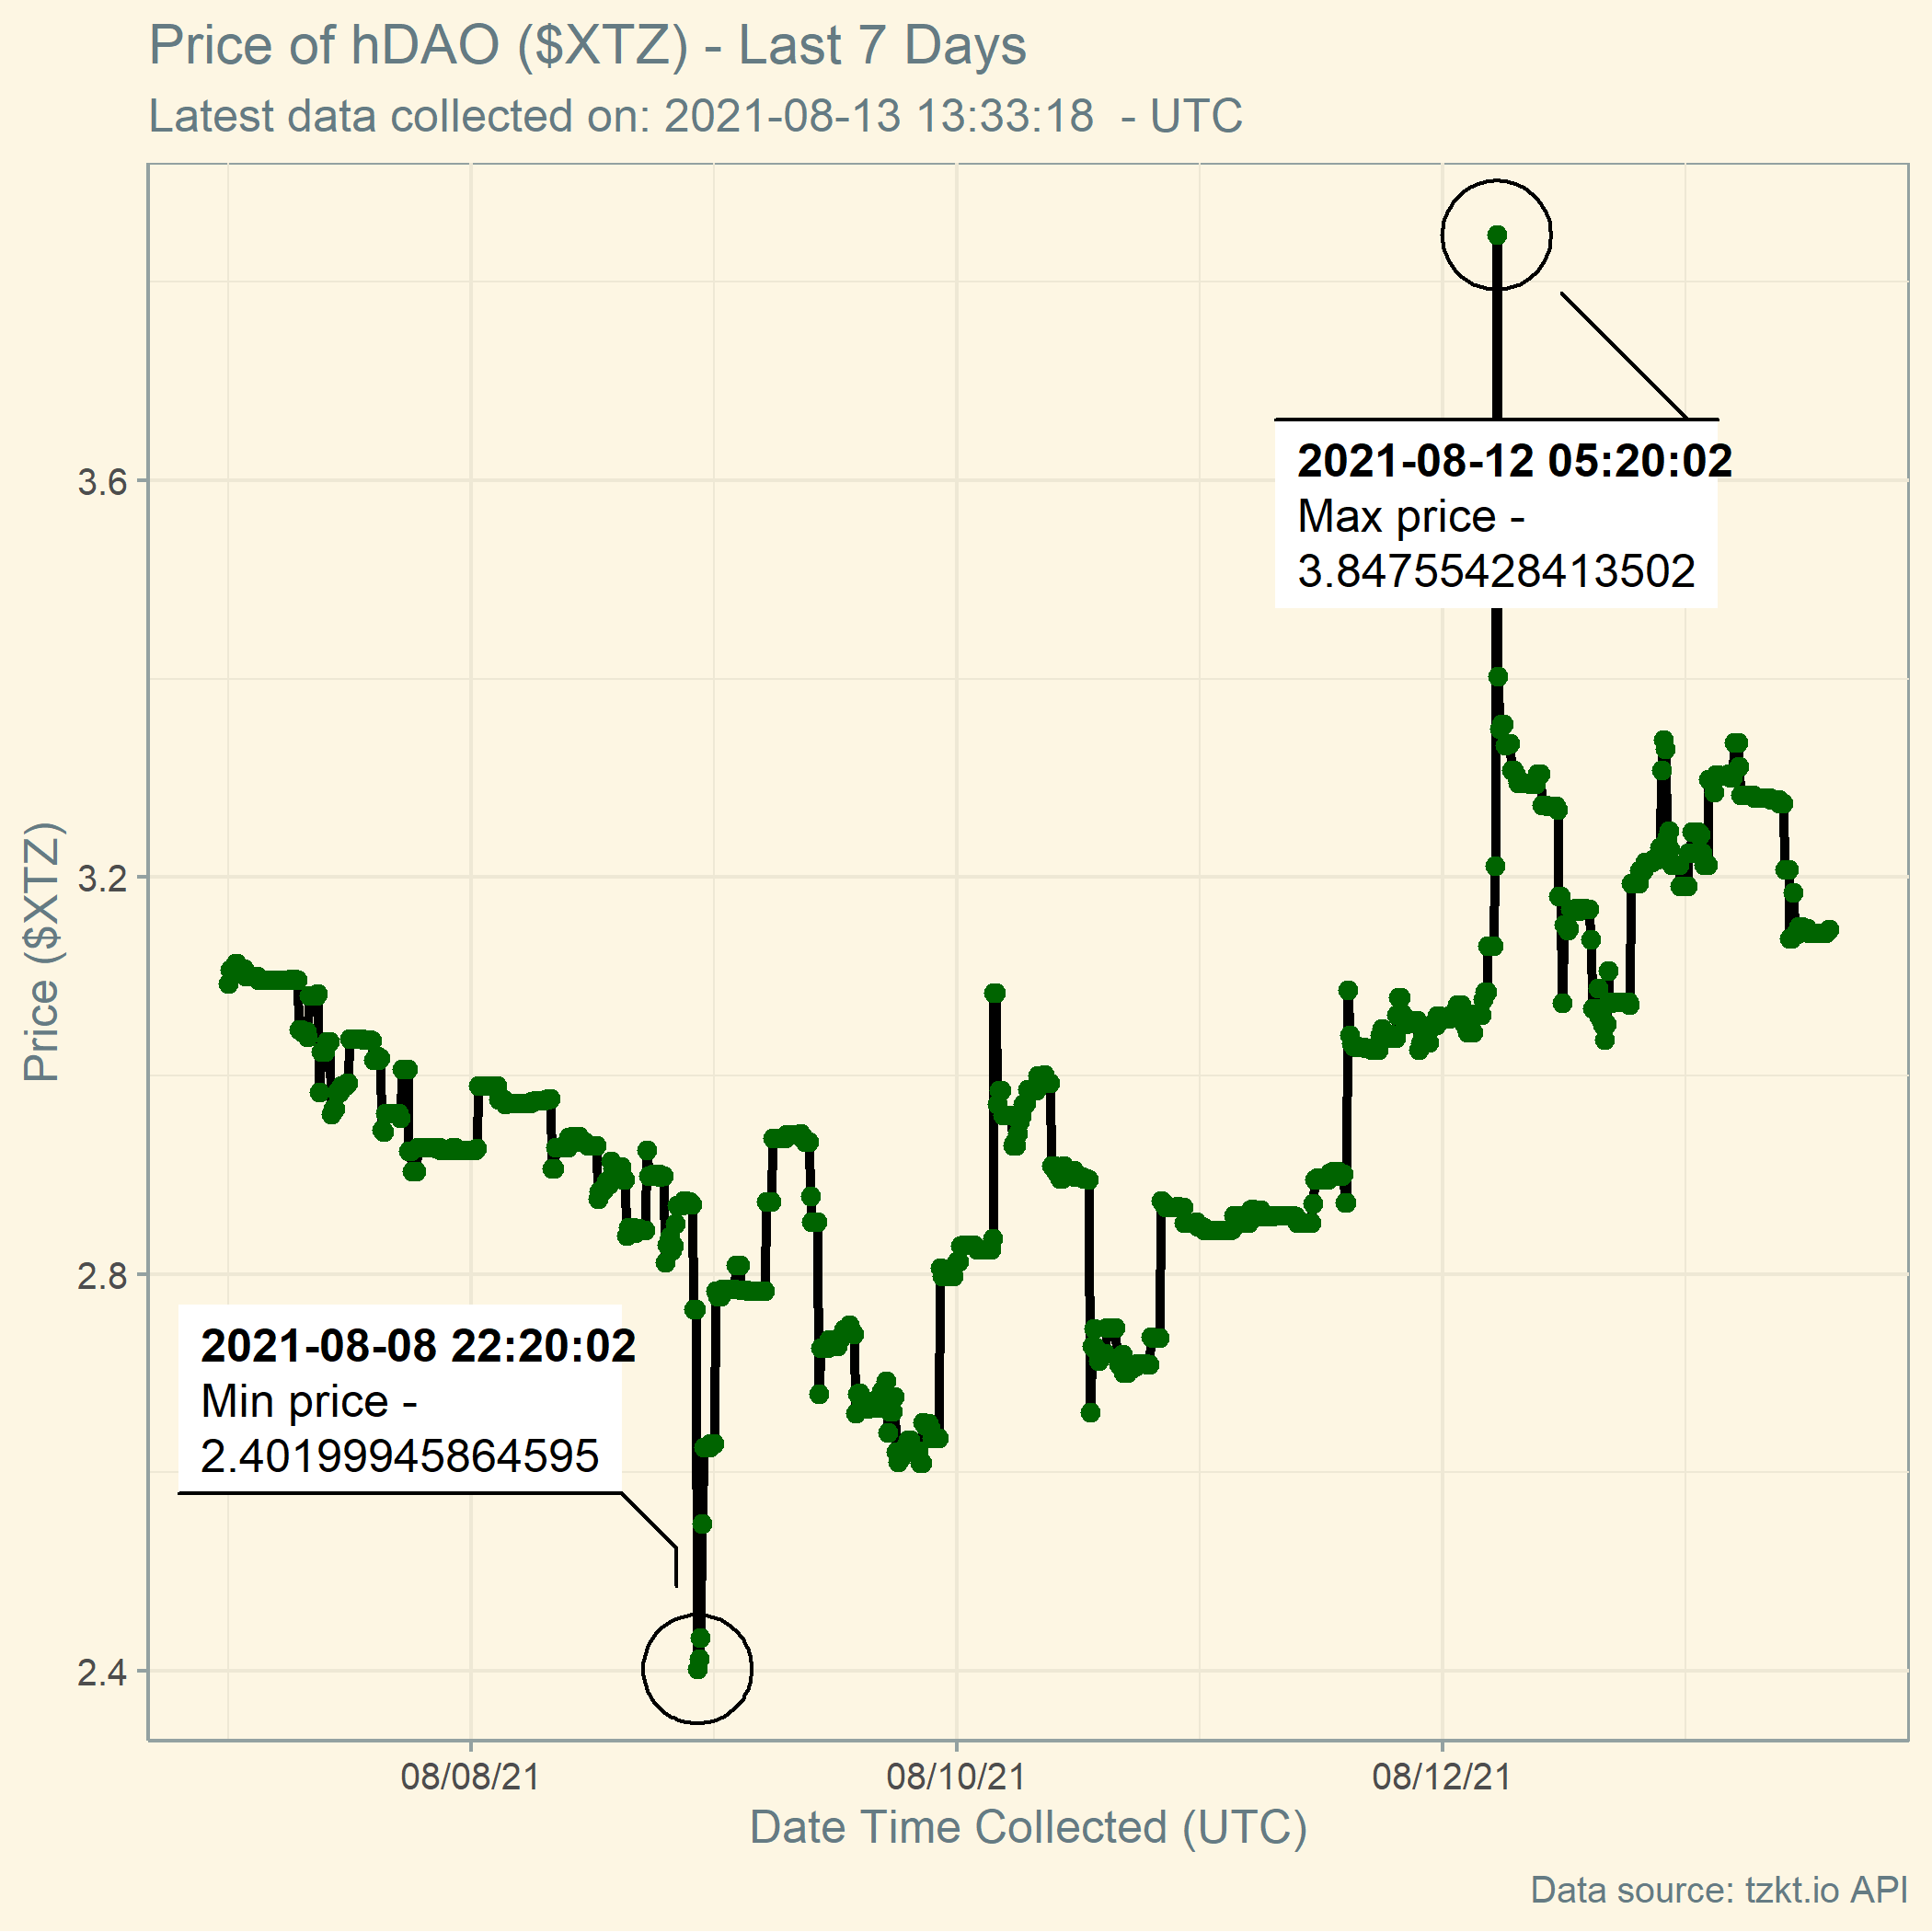 Price of hDAO ($XTZ) - Last 7 Days
Latest data collected on: 2021-08-13 13:33:18  - UTC
Price ($XTZ)
3.6
3.2
2.8
2.4
2021-08-12 05:20:02
Max price -
3.84755428413502
2021-08-08 22:20:02
Min price -
2.401999945864595
08/08/21
08/10/21
08/12/21
Date Time Collected (UTC)
Data source: tzkt.io API